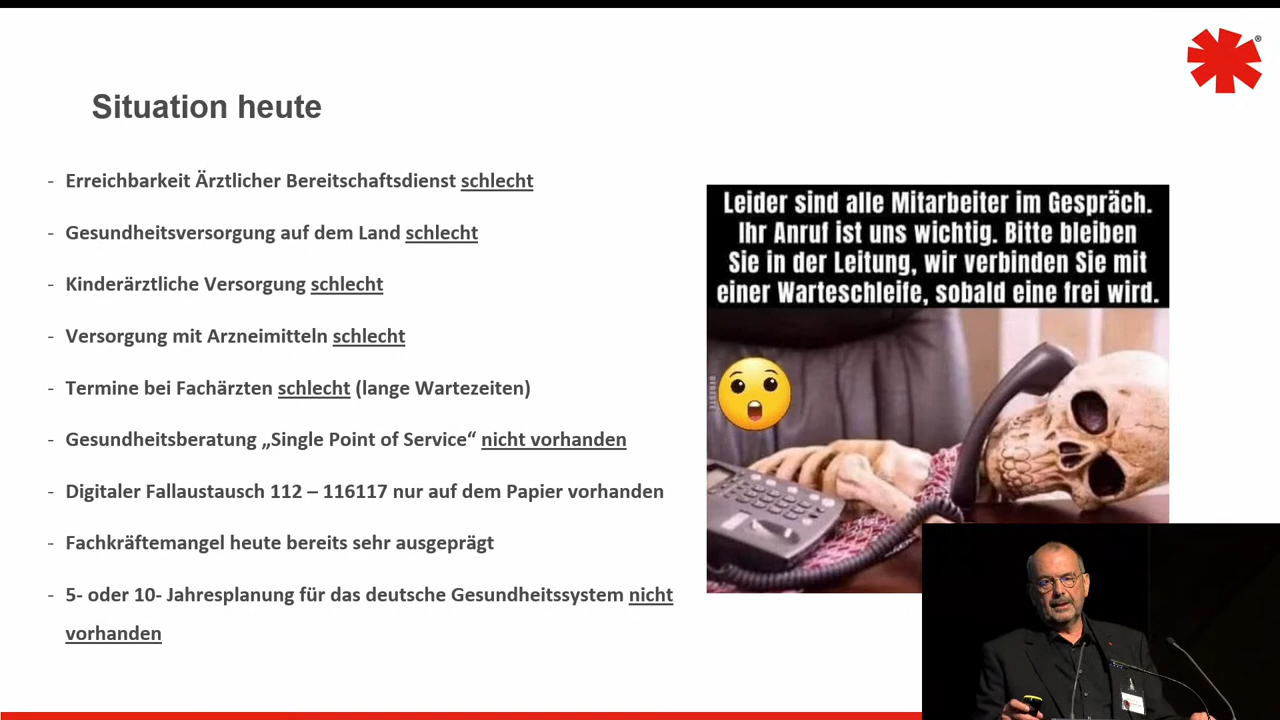 ®
Situation heute
- Erreichbarkeit Ärztlicher Bereitschaftsdienst schlecht
- Gesundheitsversorgung auf dem Land schlecht
- Kinderärztliche Versorgung schlecht
- Versorgung mit Arzneimitteln schlecht
- Termine bei Fachärzten schlecht (lange Wartezeiten)
- Gesundheitsberatung „Single Point of Service“ nicht vorhanden
- Digitaler Fallaustausch 112 – 116117 nur auf dem Papier vorhanden
- Fachkräftemangel heute bereits sehr ausgeprägt
- 5- oder 10- Jahresplanung für das deutsche Gesundheitssystem nicht
vorhanden
Leider sind alle Mitarbeiter im Gespräch.
Ihr Anruf ist uns wichtig. Bitte bleiben
Sie in der Leitung, wir verbinden Sie mit
einer Warteschleife, sobald eine frei wird.